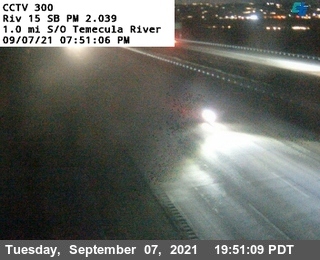 CCTV 300
Riv 15 SB PM 2.039
1.0 mi S/O Temecula River
09/07/21 07:51:06 PM
Tuesday, September 07, 2021 19:51:09 PDT